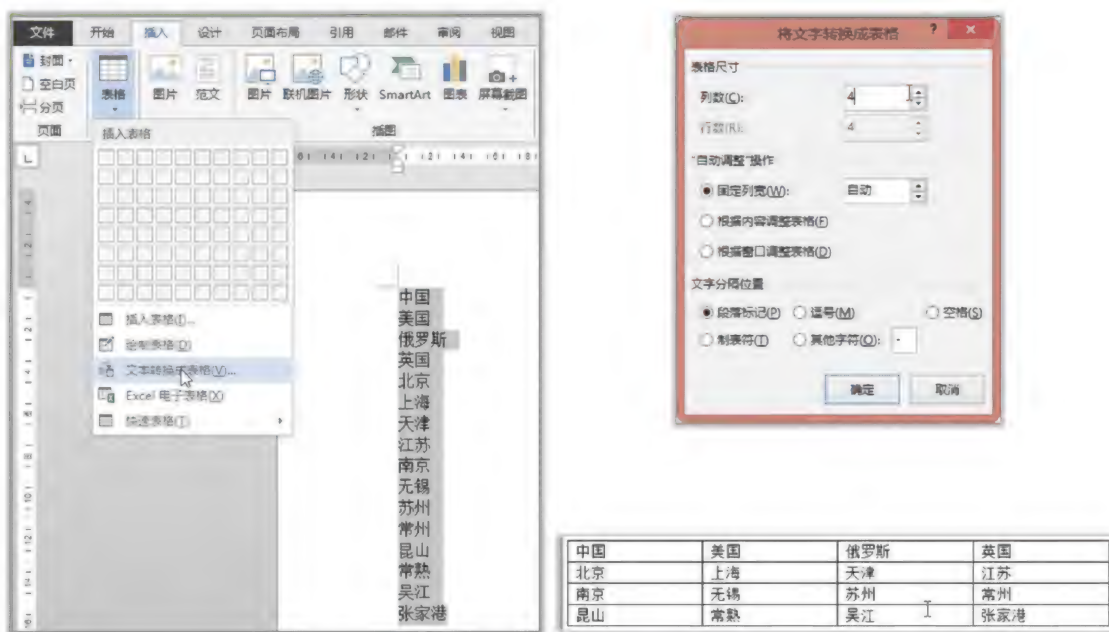 文件 开始 插入 设计 页面布局 引用 邮件 审阅 视图
封面
空白页
分页
表格 图片 范文 图片 联机图片 形状 SmartArt 图表 屏幕截图
页面 插图
插入表格
插入表格(I)...
绘制表格(D)
文本转换成表格(V)...
Excel 电子表格(X)
快速表格(T)
中国
美国
俄罗斯
英国
北京
上海
天津
江苏
南京
无锡
苏州
常州
昆山
常熟
吴江
张家港
将文字转换成表格 ? ×
表格尺寸
列数(C): 4
行数(R): 4
"自动调整"操作
固定列宽(W): 自动
根据内容调整表格(F)
根据窗口调整表格(D)
文字分隔位置
段落标记(P) 逗号(M) 空格(S)
制表符(T) 其他字符(O): -
确定 取消
中国 美国 俄罗斯 英国
北京 上海 天津 江苏
南京 无锡 苏州 常州
昆山 常熟 吴江 张家港